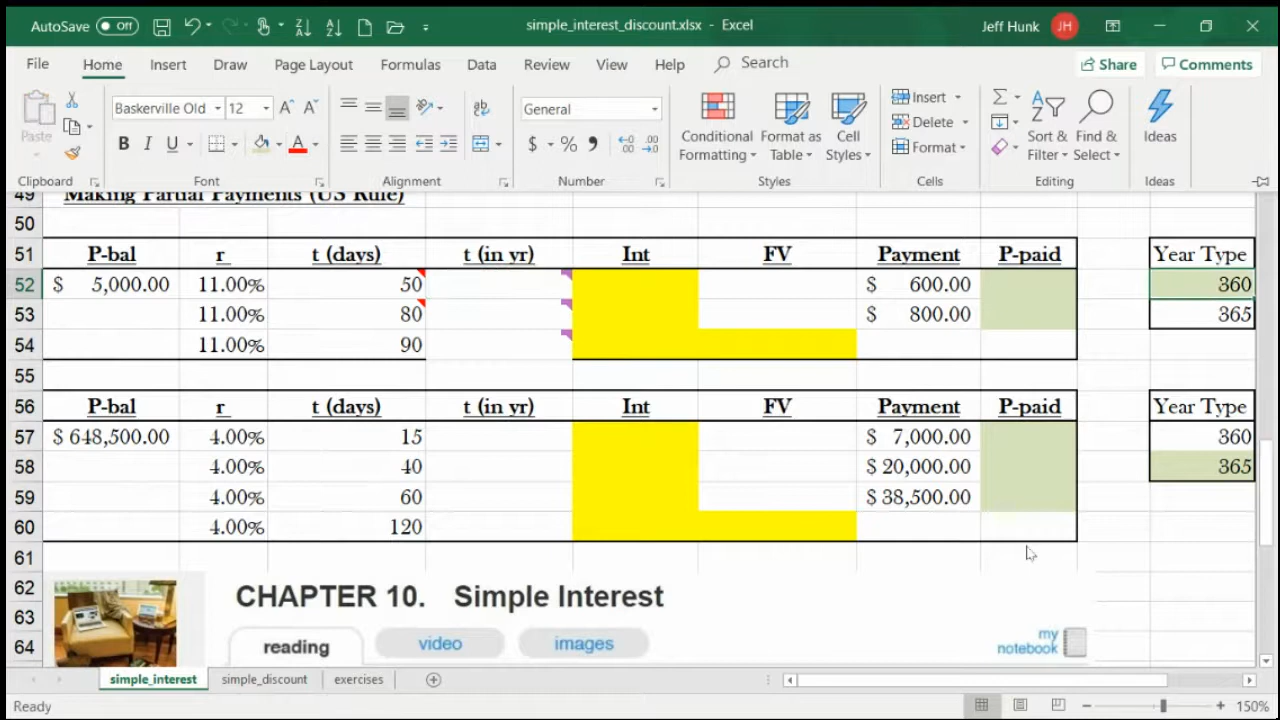 AutoSave Off simple_interest_discount.xlsx - Excel Jeff Hunk JH
File Home Insert Draw Page Layout Formulas Data Review View Help Search Share Comments
Paste Baskerville Old 12 A A ab General Conditional Formatting Format as Table Cell Styles Insert Delete Format Sort & Filter Find & Select Ideas
B I U A $ % , .00
Clipboard Font Alignment Number Styles Cells Editing Ideas
49 Making Partial Payments (US Rule)
50
51 P-bal r t (days) t (in yr) Int FV Payment P-paid Year Type
52 $ 5,000.00 11.00% 50 $ 600.00 360
53 11.00% 80 $ 800.00 365
54 11.00% 90
55
56 P-bal r t (days) t (in yr) Int FV Payment P-paid Year Type
57 $ 648,500.00 4.00% 15 $ 7,000.00 360
58 4.00% 40 $ 20,000.00 365
59 4.00% 60 $ 38,500.00
60 4.00% 120
61
62 CHAPTER 10. Simple Interest
63
64 reading video images my notebook
simple_interest simple_discount exercises
Ready 150%